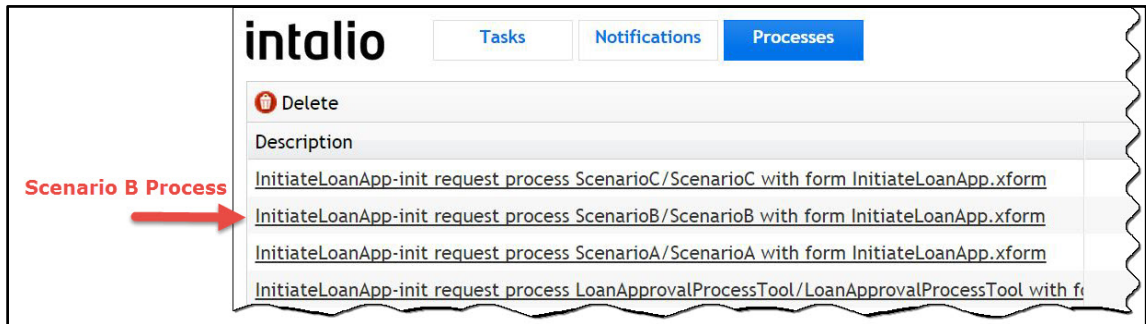 intalio
Tasks
Notifications
Processes
Delete
Description
InitiateLoanApp-init request process ScenarioC/ScenarioC with form InitiateLoanApp.xform
Scenario B Process
InitiateLoanApp-init request process ScenarioB/ScenarioB with form InitiateLoanApp.xform
InitiateLoanApp-init request process ScenarioA/ScenarioA with form InitiateLoanApp.xform
InitiateLoanApp-init request process LoanApprovalProcessTool/LoanApprovalProcessTool with